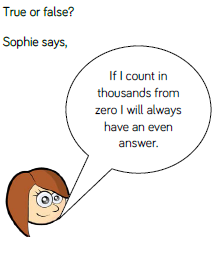 True or false?
Sophie says,
If I count in
thousands from
zero I will always
have an even
answer.